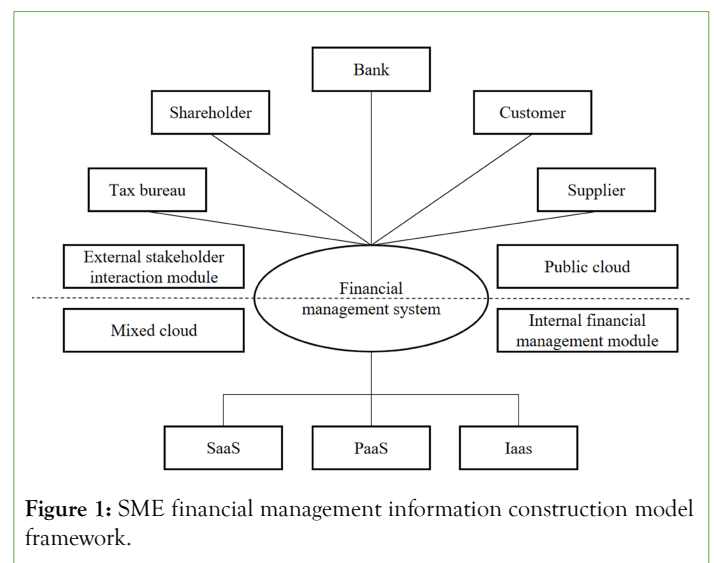 Bank
Shareholder
Customer
Tax bureau
Supplier
External stakeholder
interaction module
Public cloud
Financial
management system
Mixed cloud
Internal financial
management module
SaaS
PaaS
Iaas
Figure 1: SME financial management information construction model
framework.